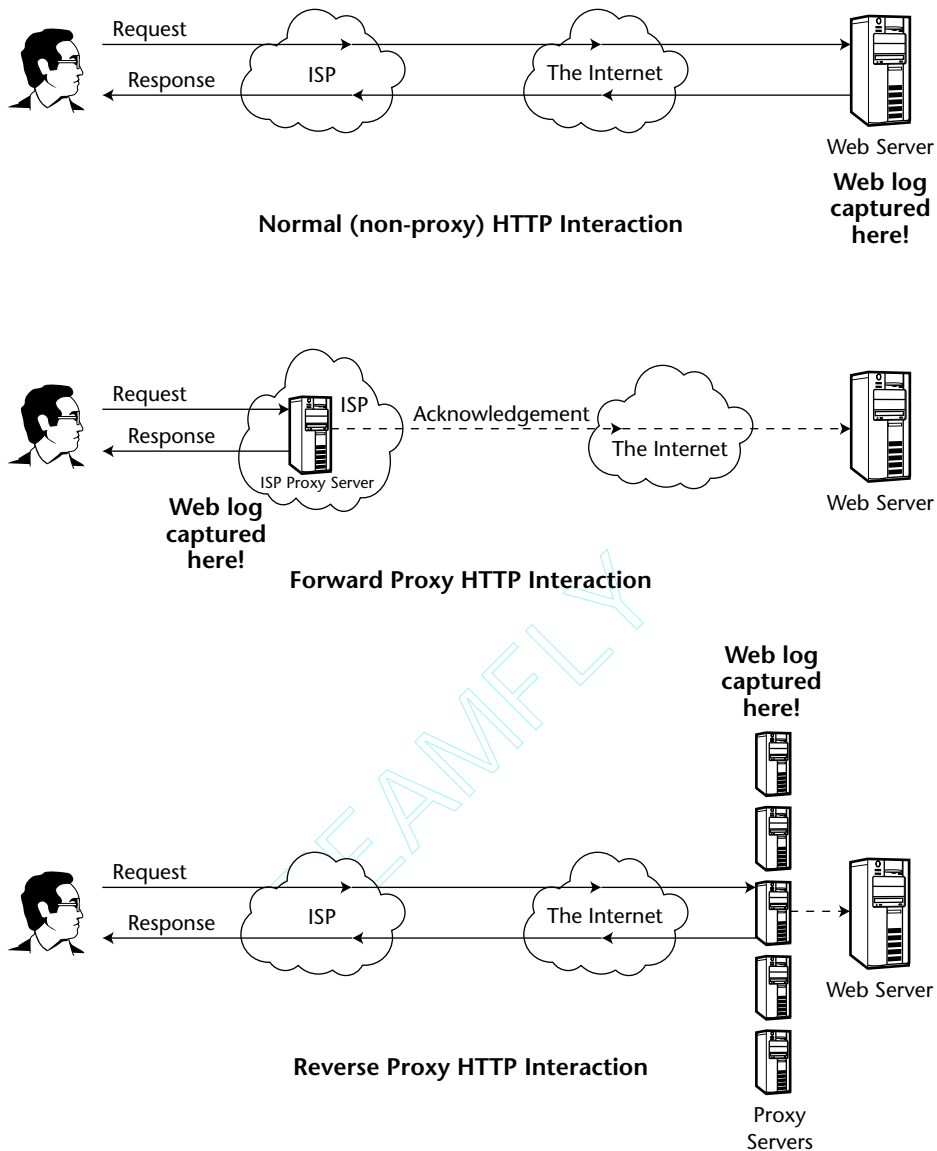 Request
Response
ISP
The Internet
Web Server
Web log
captured
here!
Normal (non-proxy) HTTP Interaction
Request
Response
ISP
ISP Proxy Server
Acknowledgement
The Internet
Web Server
Web log
captured
here!
Forward Proxy HTTP Interaction
Web log
captured
here!
Request
Response
ISP
The Internet
Web Server
Reverse Proxy HTTP Interaction
Proxy
Servers
TEAMFLY